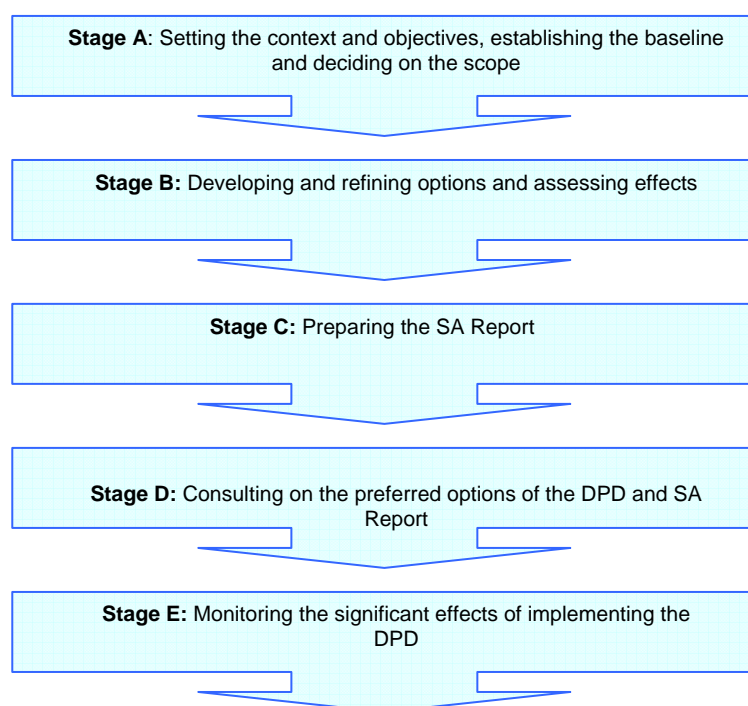 Stage A: Setting the context and objectives, establishing the baseline
and deciding on the scope
Stage B: Developing and refining options and assessing effects
Stage C: Preparing the SA Report
Stage D: Consulting on the preferred options of the DPD and SA
Report
Stage E: Monitoring the significant effects of implementing the
DPD